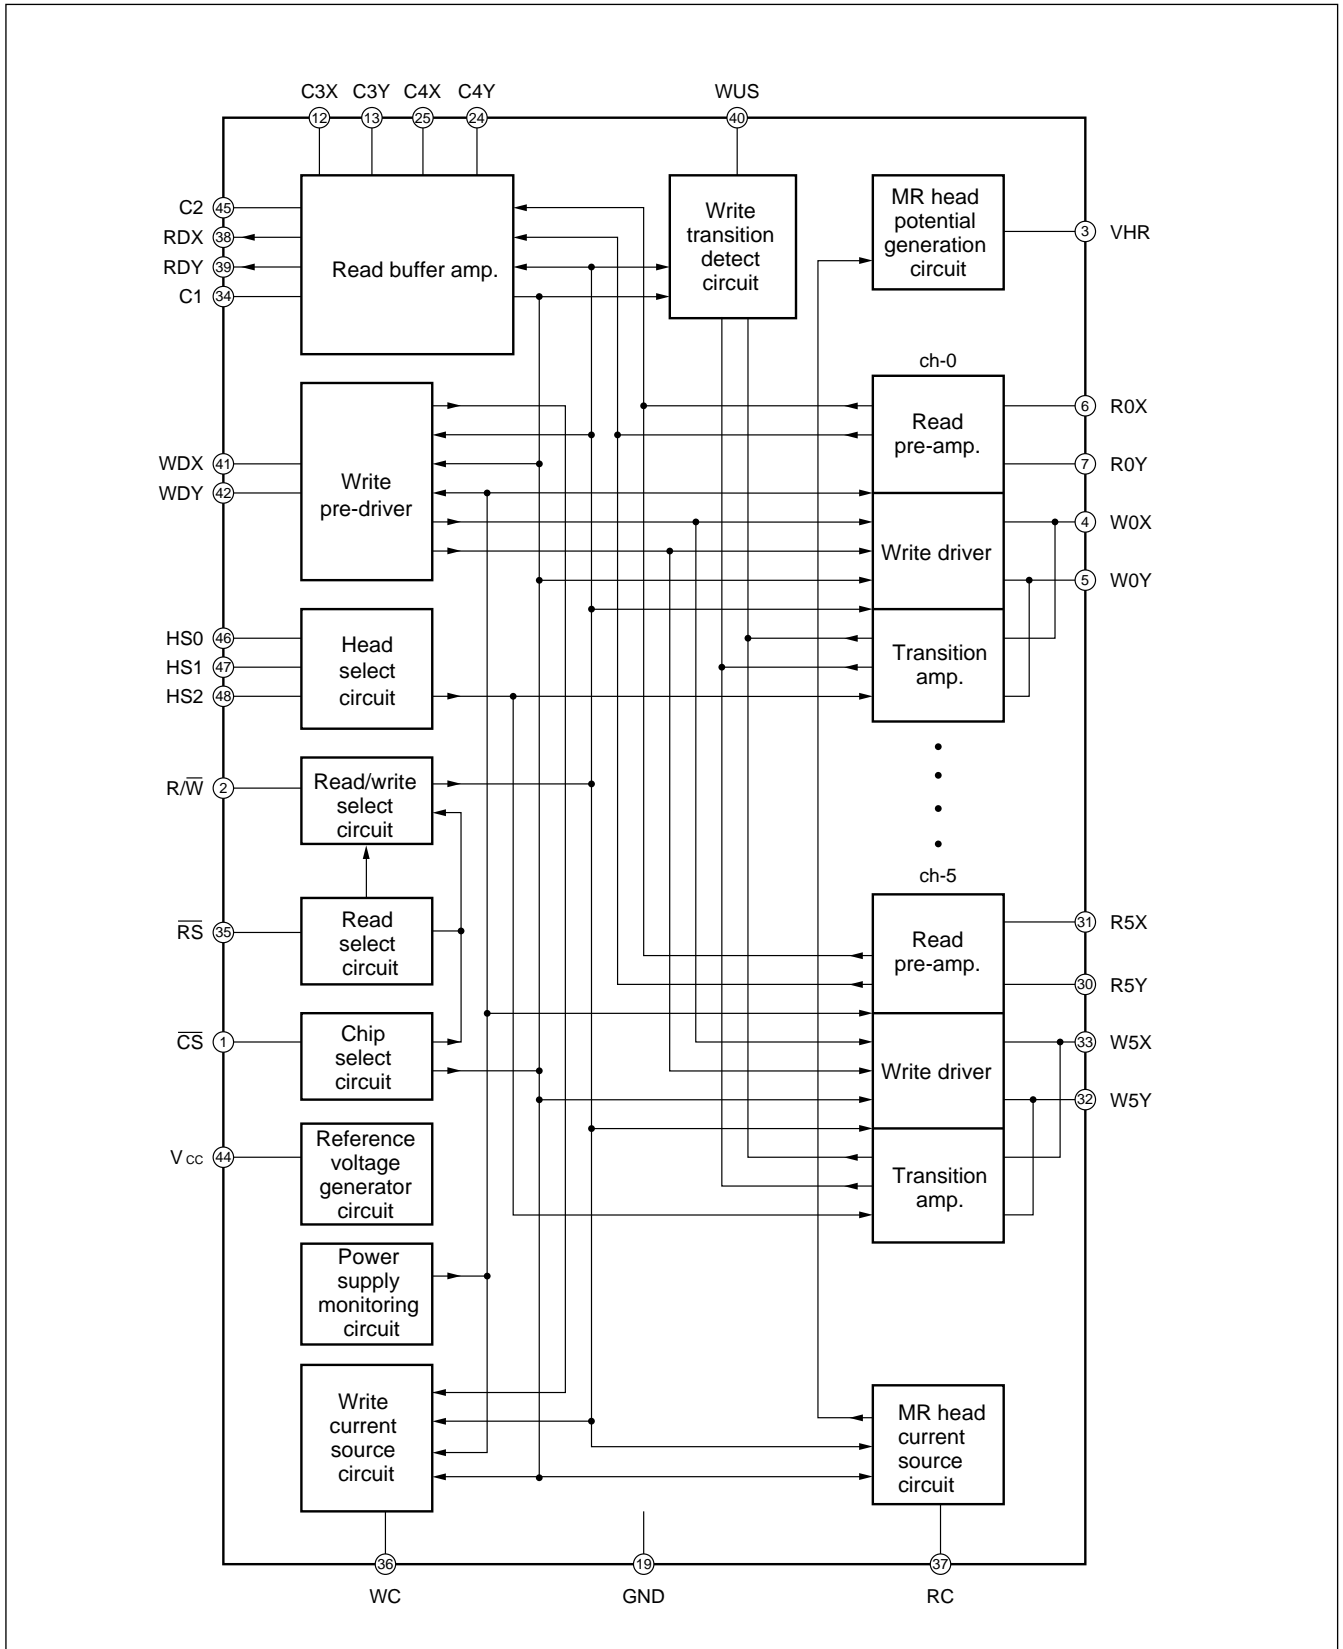 C3X C3Y C4X C4Y WUS
12 13 25 24 40
C2 45
RDX 38
RDY 39
C1 34
Read buffer amp.
Write
transition
detect
circuit
MR head
potential
generation
circuit
3 VHR
WDX 41
WDY 42
Write
pre-driver
ch-0
Read
pre-amp.
Write driver
Transition
amp.
6 R0X
7 R0Y
4 W0X
5 W0Y
HS0 46
HS1 47
HS2 48
Head
select
circuit
R/W̅ 2
Read/write
select
circuit
R̅S̅ 35
Read
select
circuit
C̅S̅ 1
Chip
select
circuit
ch-5
Read
pre-amp.
Write driver
Transition
amp.
31 R5X
30 R5Y
33 W5X
32 W5Y
Vcc 44
Reference
voltage
generator
circuit
Power
supply
monitoring
circuit
Write
current
source
circuit
MR head
current
source
circuit
36 19 37
WC GND RC